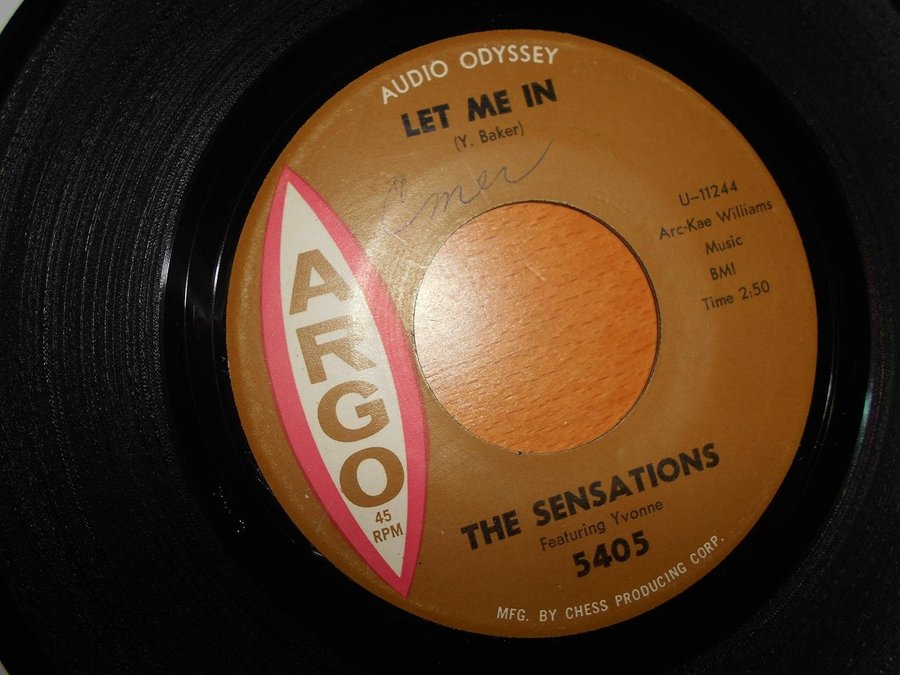 AUDIO ODYSSEY
LET ME IN
(Y. Baker)
U-11244
Arc-Kae Williams
Music
BMI
Time 2:50
ARGO
45
RPM
THE SENSATIONS
Featuring Yvonne
5405
MFG. BY CHESS PRODUCING CORP.